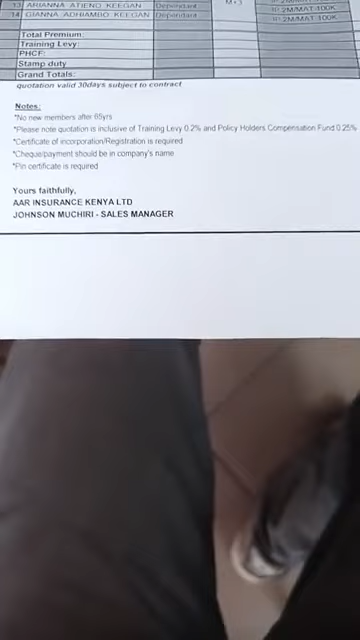 13 ARIANNA ATIENO KEEGAN Dependant M+3
14 GIANNA ADHIAMBO KEEGAN Dependant IP 2M/MAT 100K
IP 2M/MAT 100K
Total Premium:
Training Levy:
PHCF:
Stamp duty
Grand Totals:
quotation valid 30days subject to contract
Notes:
*No new members after 65yrs
*Please note quotation is inclusive of Training Levy 0.2% and Policy Holders Compensation Fund 0.25%
*Certificate of incorporation/Registration is required
*Cheque/payment should be in company's name
*Pin certificate is required
Yours faithfully,
AAR INSURANCE KENYA LTD
JOHNSON MUCHIRI - SALES MANAGER